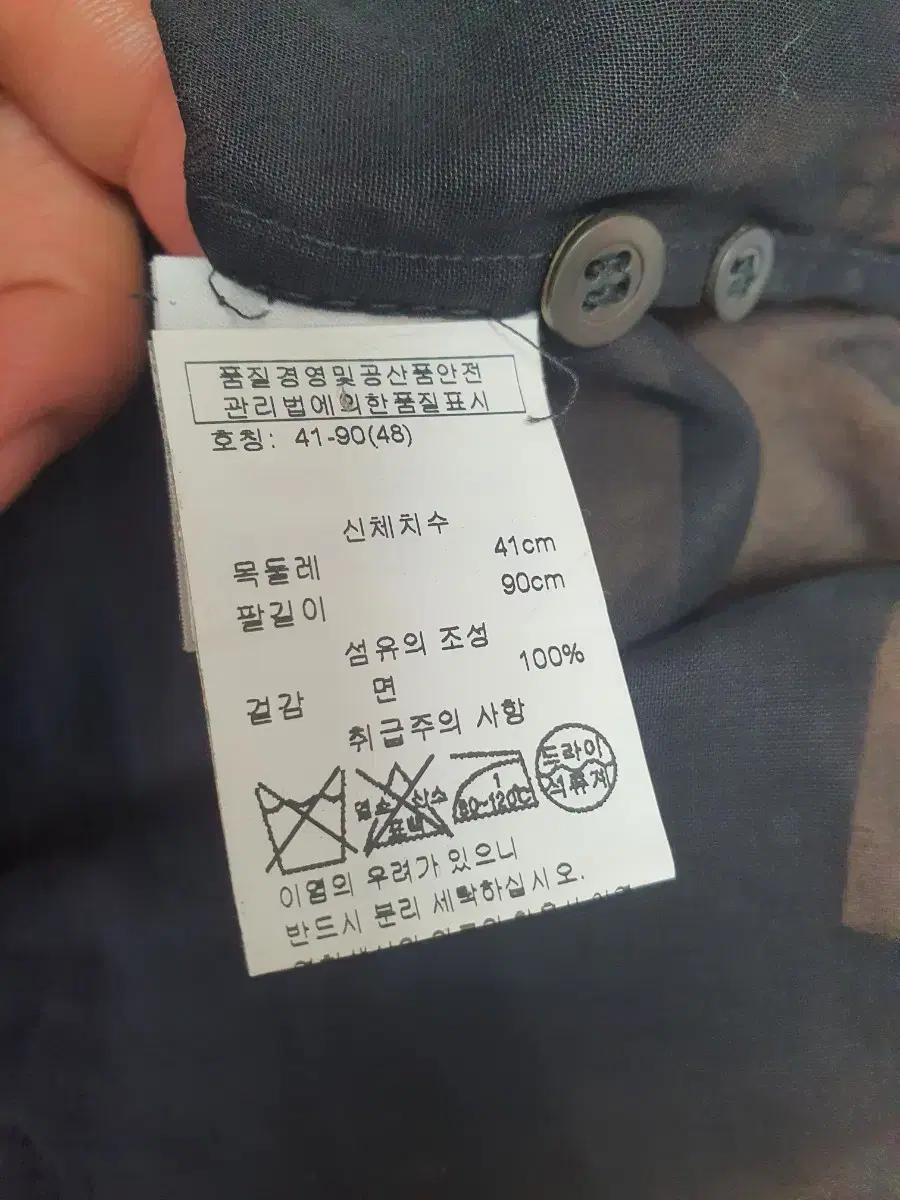 품질경영및공산품안전
관리법에의한품질표시
호칭: 41-90(48)
신체치수
목둘레 41cm
팔길이 90cm
섬유의 조성
겉감 면 100%
취급주의 사항
염소 산소
표백
1
80~120℃
드라이
석유계
이염의 우려가 있으니
반드시 분리 세탁하십시오.